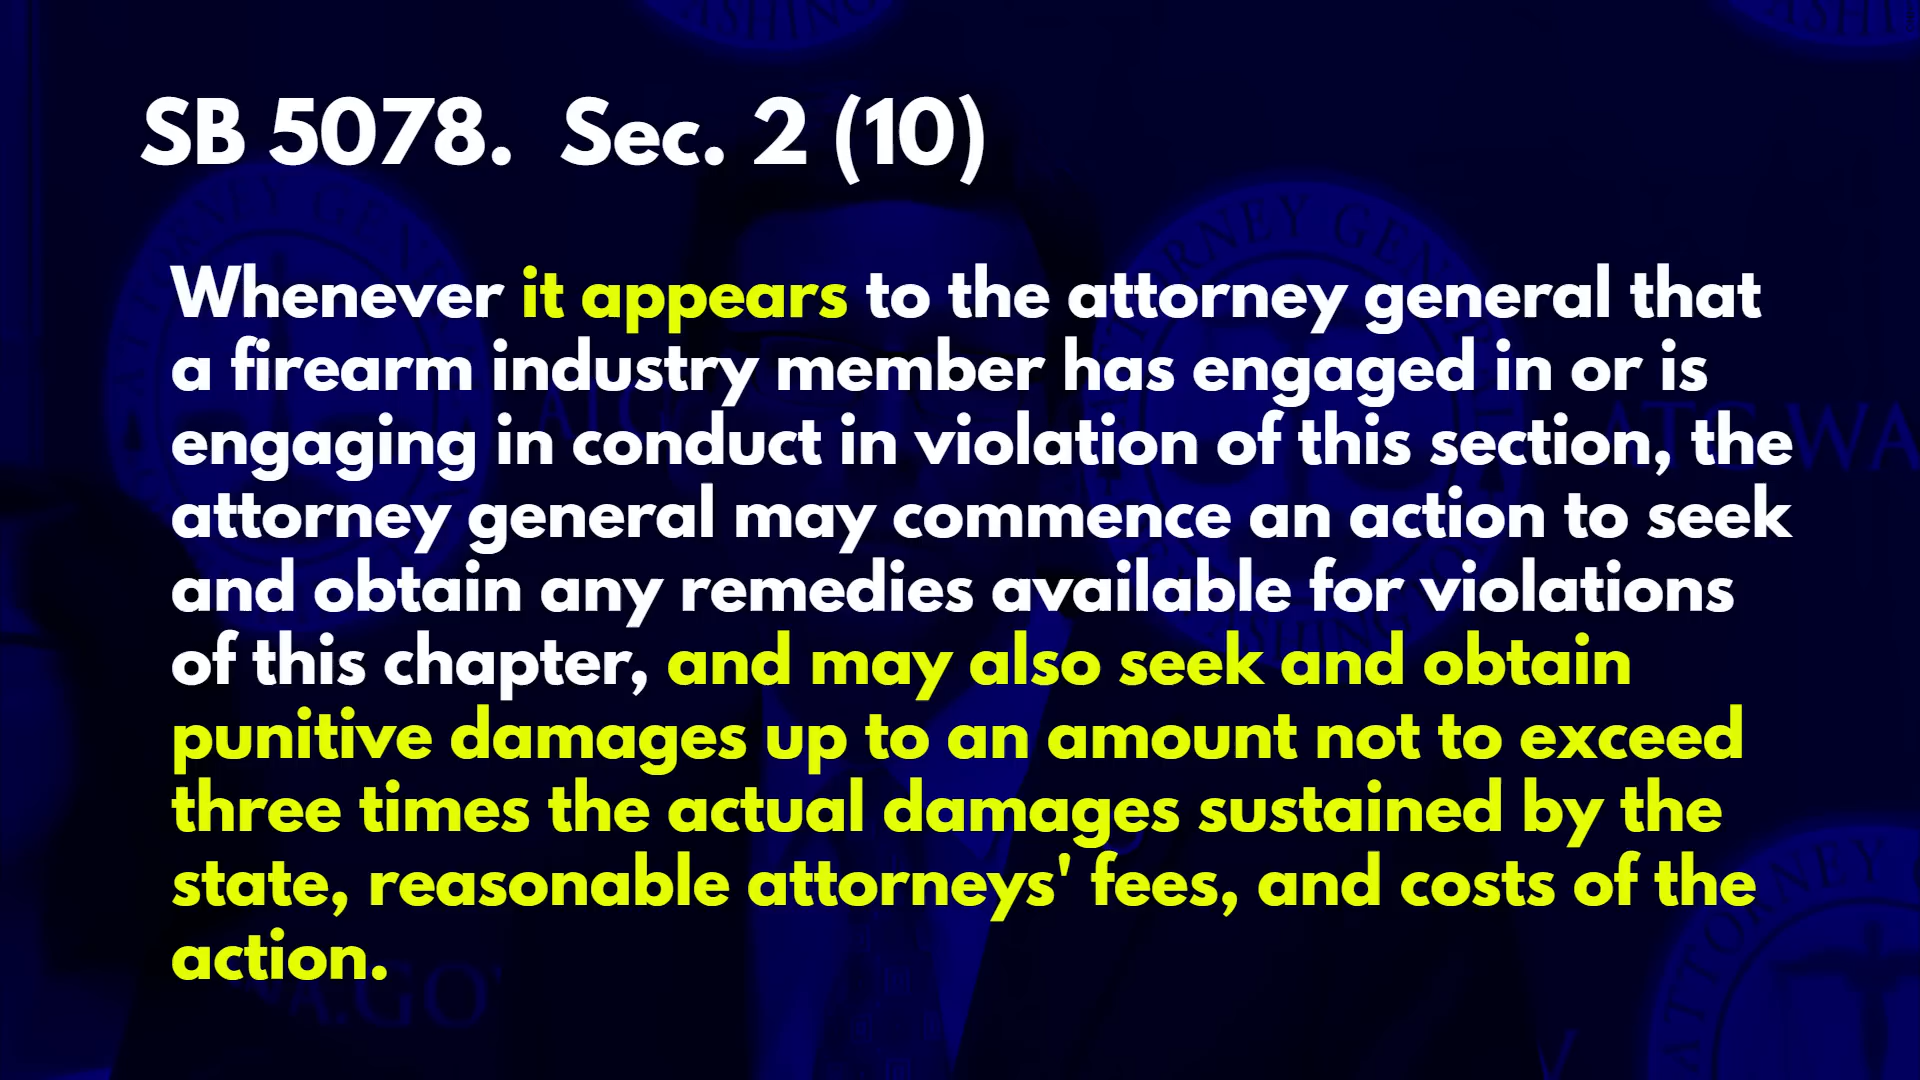 SB 5078.  Sec. 2 (10)
Whenever it appears to the attorney general that
a firearm industry member has engaged in or is
engaging in conduct in violation of this section, the
attorney general may commence an action to seek
and obtain any remedies available for violations
of this chapter, and may also seek and obtain
punitive damages up to an amount not to exceed
three times the actual damages sustained by the
state, reasonable attorneys' fees, and costs of the
action.